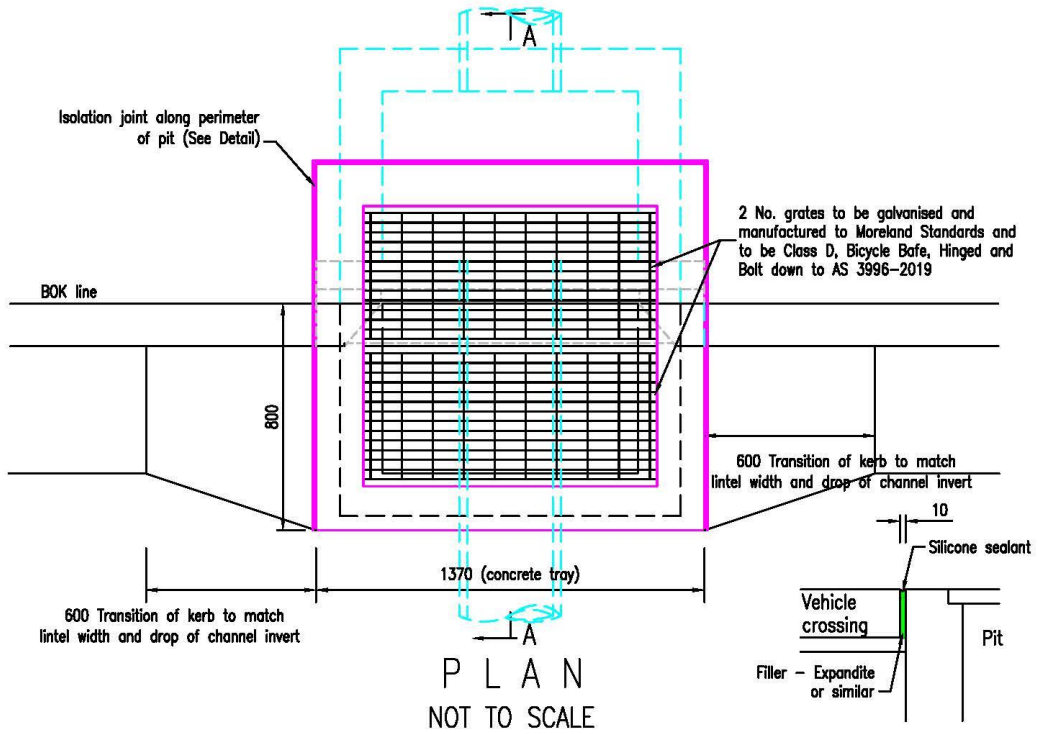 A
Isolation joint along perimeter
of pit (See Detail)
2 No. grates to be galvanised and
manufactured to Moreland Standards and
to be Class D, Bicycle Bafe, Hinged and
Bolt down to AS 3996-2019
BOK line
800
600 Transition of kerb to match
lintel width and drop of channel invert
10
Silicone sealant
1370 (concrete tray)
600 Transition of kerb to match
lintel width and drop of channel invert
Vehicle
crossing
Pit
A
Filler - Expandite
or similar
PLAN
NOT TO SCALE